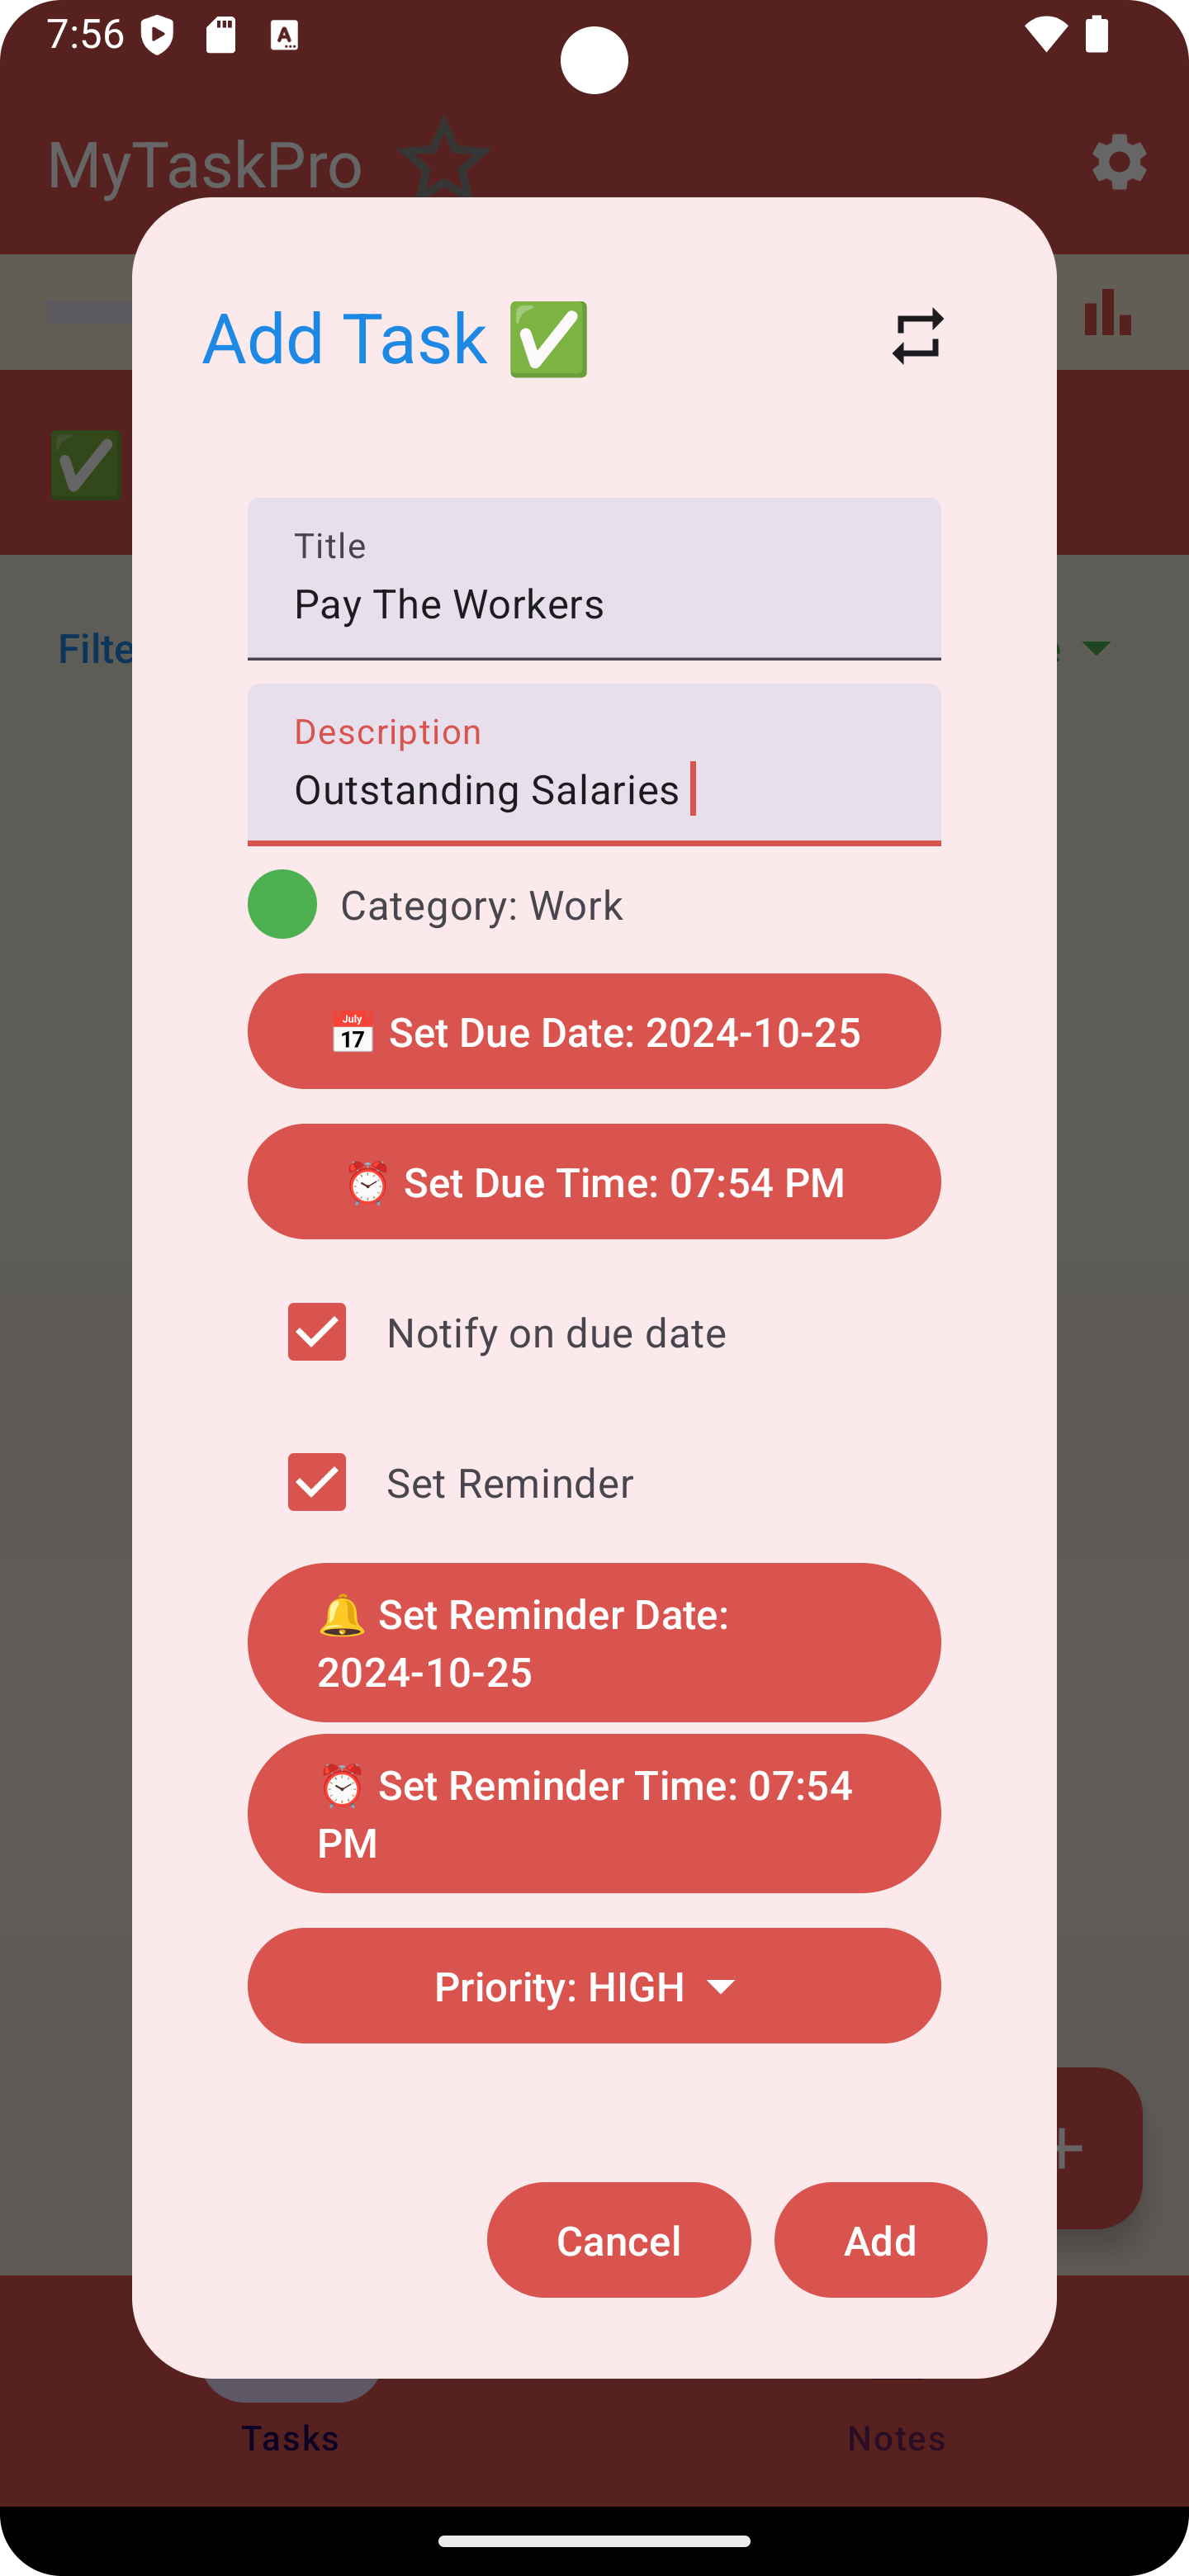 7:56
MyTaskPro
Add Task ✅
Title
Pay The Workers
Filte
Description
Outstanding Salaries
Category: Work
📅 Set Due Date: 2024-10-25
⏰ Set Due Time: 07:54 PM
Notify on due date
Set Reminder
🔔 Set Reminder Date:
2024-10-25
⏰ Set Reminder Time: 07:54
PM
Priority: HIGH
Cancel
Add
Tasks
Notes